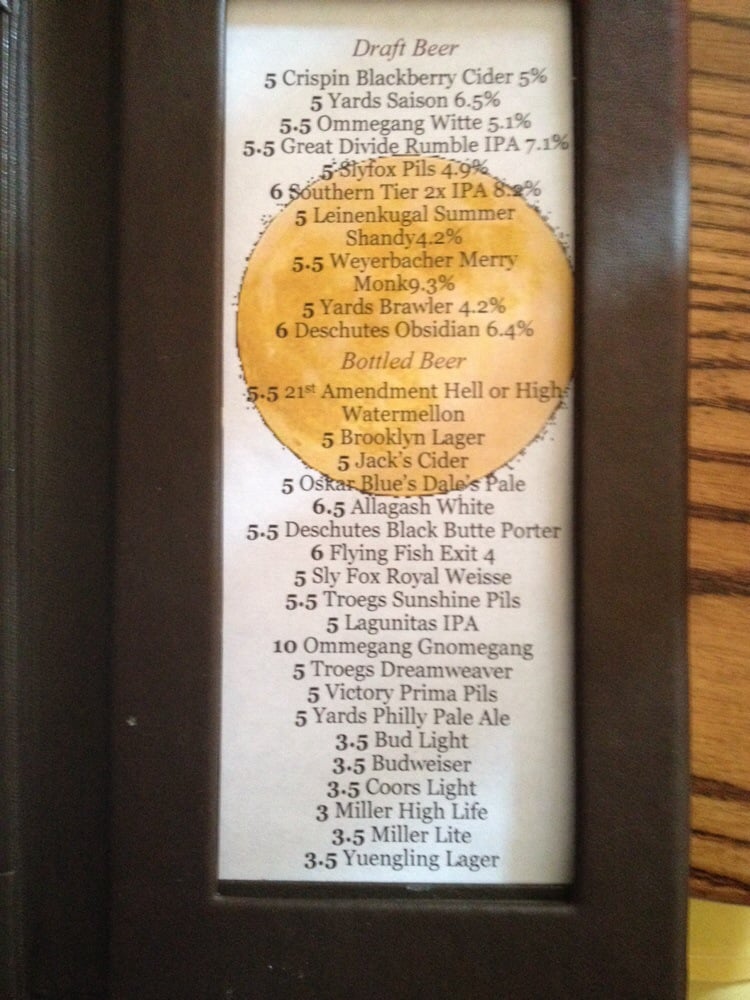 Draft Beer
5 Crispin Blackberry Cider 5%
5 Yards Saison 6.5%
5.5 Ommegang Witte 5.1%
5.5 Great Divide Rumble IPA 7.1%
5 Slyfox Pils 4.9%
6 Southern Tier 2x IPA 8.2%
5 Leinenkugal Summer
Shandy4.2%
5.5 Weyerbacher Merry
Monk9.3%
5 Yards Brawler 4.2%
6 Deschutes Obsidian 6.4%
Bottled Beer
5.5 21st Amendment Hell or High
Watermellon
5 Brooklyn Lager
5 Jack's Cider
5 Oskar Blue's Dale's Pale
6.5 Allagash White
5.5 Deschutes Black Butte Porter
6 Flying Fish Exit 4
5 Sly Fox Royal Weisse
5.5 Troegs Sunshine Pils
5 Lagunitas IPA
10 Ommegang Gnomegang
5 Troegs Dreamweaver
5 Victory Prima Pils
5 Yards Philly Pale Ale
3.5 Bud Light
3.5 Budweiser
3.5 Coors Light
3 Miller High Life
3.5 Miller Lite
3.5 Yuengling Lager